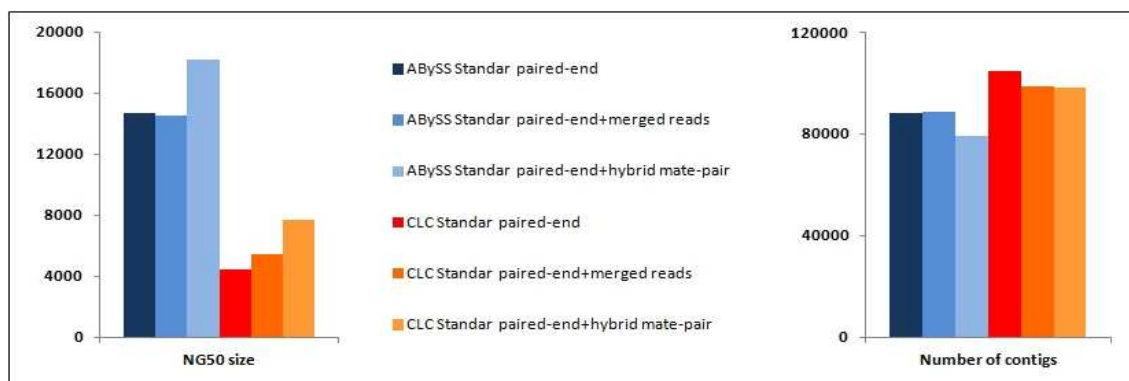 20000
16000
12000
8000
4000
0
NG50 size
ABySS Standar paired-end
ABySS Standar paired-end+merged reads
ABySS Standar paired-end+hybrid mate-pair
CLC Standar paired-end
CLC Standar paired-end+merged reads
CLC Standar paired-end+hybrid mate-pair
120000
80000
40000
0
Number of contigs